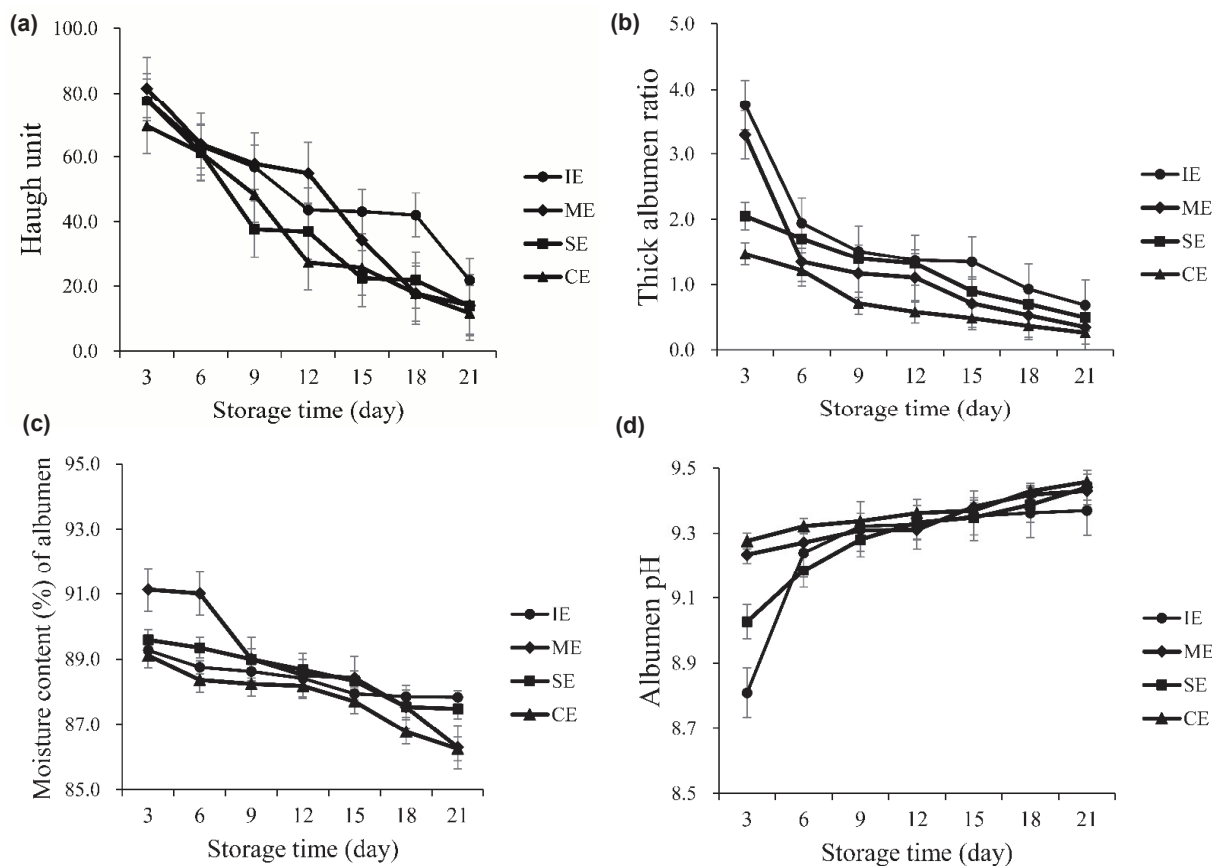 (a)
100.0
80.0
60.0
40.0
20.0
0.0
Haugh unit
3 6 9 12 15 18 21
Storage time (day)
IE
ME
SE
CE
(b)
5.0
4.0
3.0
2.0
1.0
0.0
Thick albumen ratio
3 6 9 12 15 18 21
Storage time (day)
IE
ME
SE
CE
(c)
95.0
93.0
91.0
89.0
87.0
85.0
Moisture content (%) of albumen
3 6 9 12 15 18 21
Storage time (day)
IE
ME
SE
CE
(d)
9.5
9.3
9.1
8.9
8.7
8.5
Albumen pH
3 6 9 12 15 18 21
Storage time (day)
IE
ME
SE
CE